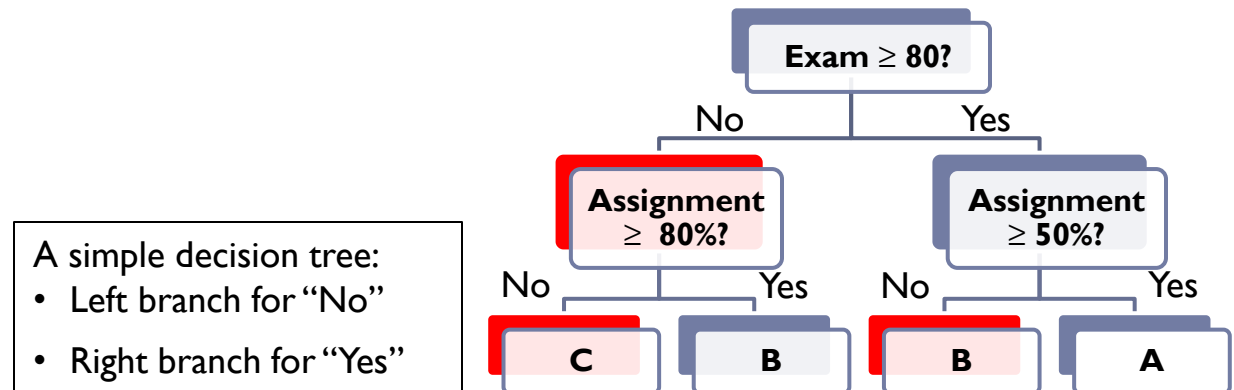 Exam ≥ 80?
No Yes
Assignment
≥ 80%?
Assignment
≥ 50%?
No Yes No Yes
C B B A
A simple decision tree:
• Left branch for “No”
• Right branch for “Yes”